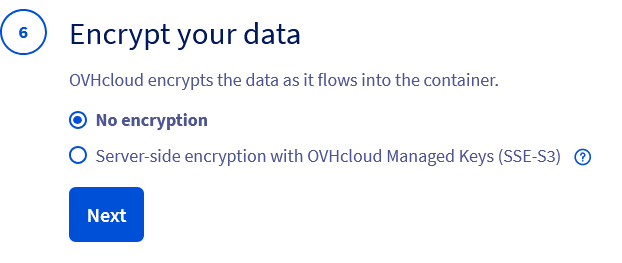 6
Encrypt your data
OVHcloud encrypts the data as it flows into the container.
No encryption
Server-side encryption with OVHcloud Managed Keys (SSE-S3) ?
Next